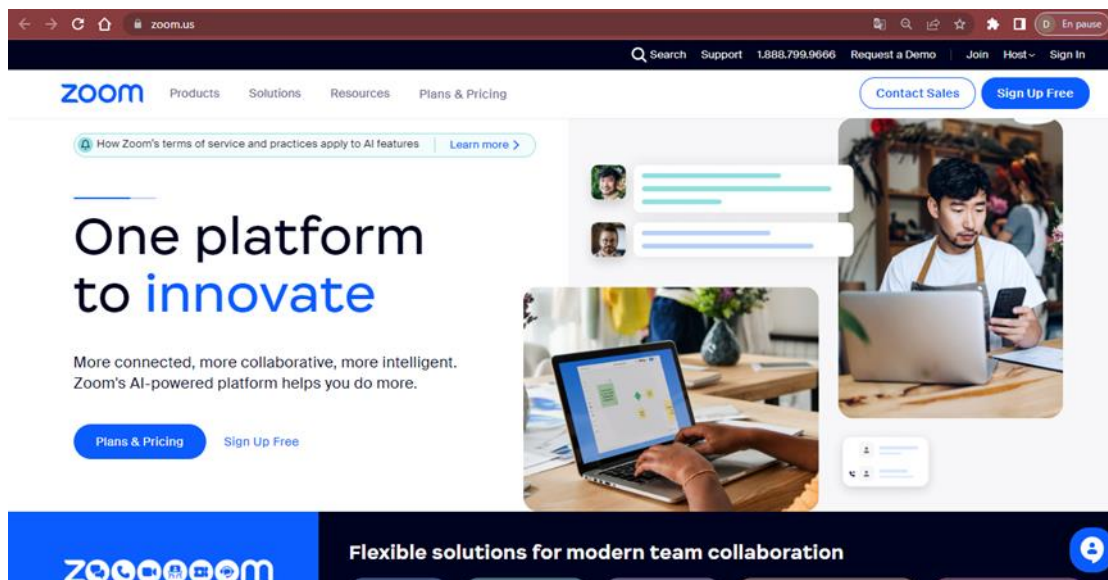 zoom.us
D En pause
Search Support 1.888.799.9666 Request a Demo Join Host Sign In
zoom Products Solutions Resources Plans & Pricing Contact Sales Sign Up Free
How Zoom's terms of service and practices apply to AI features Learn more
One platform
to innovate
More connected, more collaborative, more intelligent.
Zoom's AI-powered platform helps you do more.
Plans & Pricing Sign Up Free
Flexible solutions for modern team collaboration
zoooooom